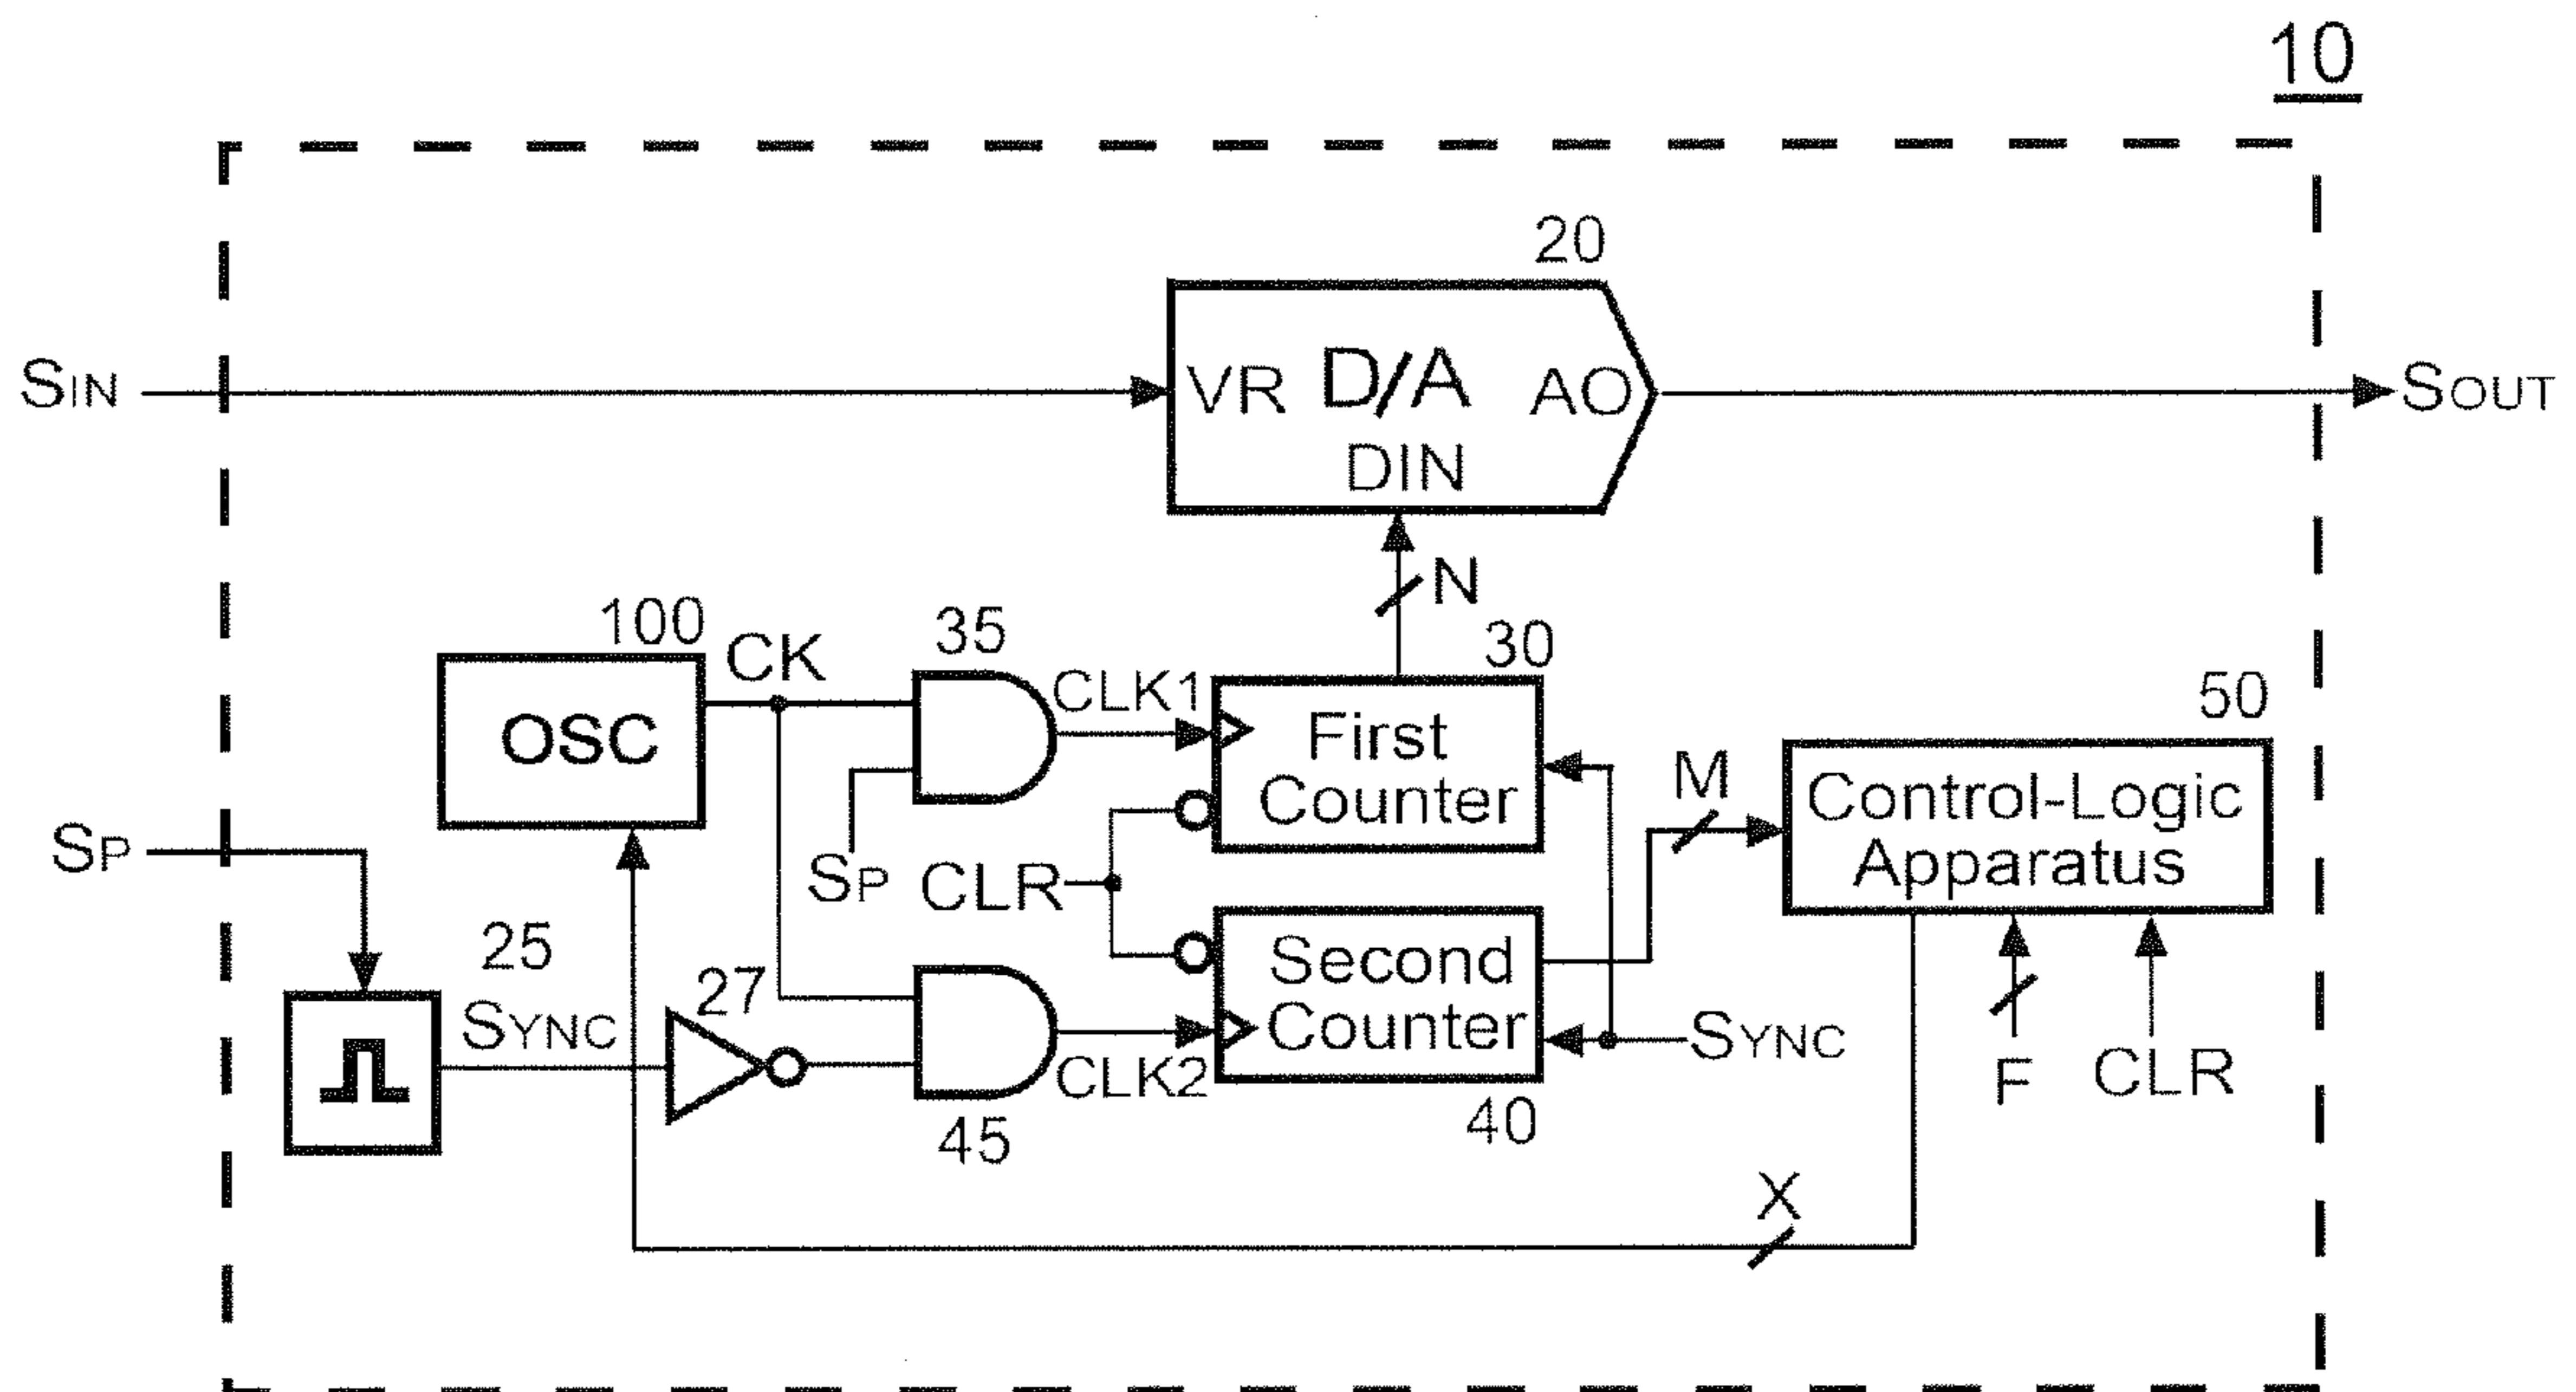 10
20
SIN
VR D/A AO
SOUT
DIN
N
100
CK
35
30
CLK1
50
OSC
First
Counter
M
Control-Logic
Apparatus
SP
SP
CLR
25
27
SYNC
Second
Counter
SYNC
CLK2
F
CLR
45
40
X